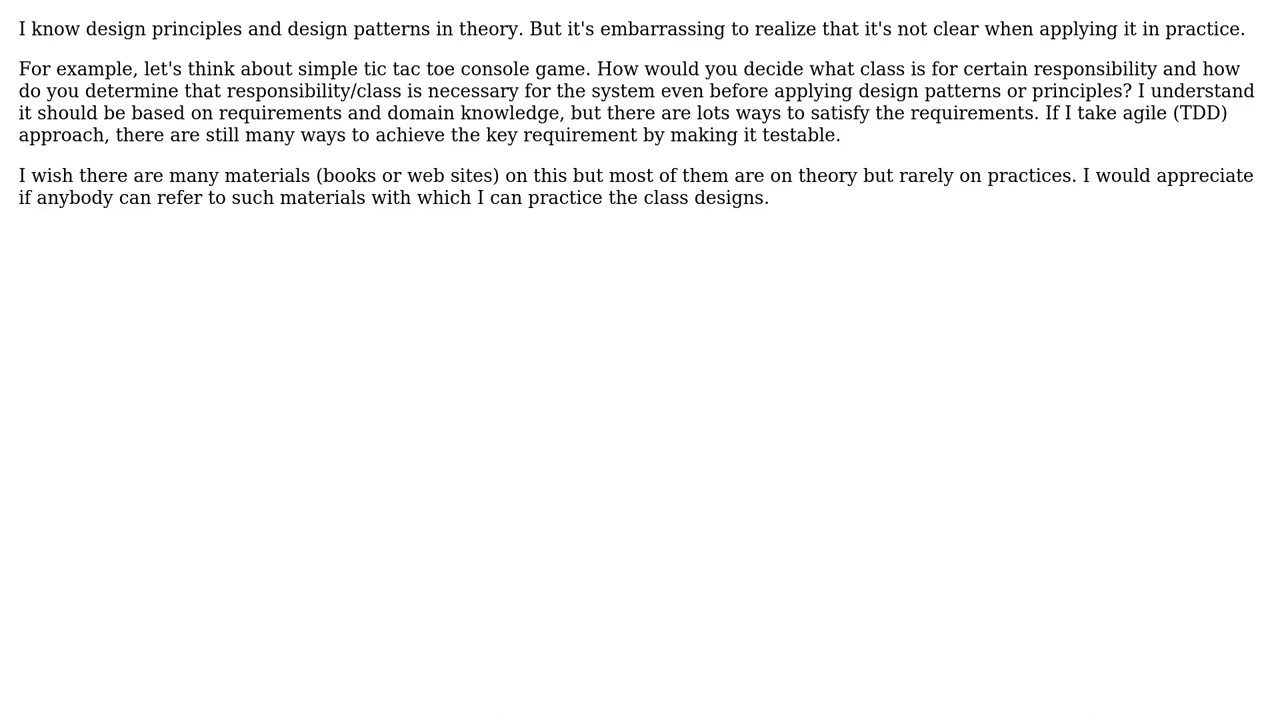 I know design principles and design patterns in theory. But it's embarrassing to realize that it's not clear when applying it in practice.
For example, let's think about simple tic tac toe console game. How would you decide what class is for certain responsibility and how
do you determine that responsibility/class is necessary for the system even before applying design patterns or principles? I understand
it should be based on requirements and domain knowledge, but there are lots ways to satisfy the requirements. If I take agile (TDD)
approach, there are still many ways to achieve the key requirement by making it testable.
I wish there are many materials (books or web sites) on this but most of them are on theory but rarely on practices. I would appreciate
if anybody can refer to such materials with which I can practice the class designs.